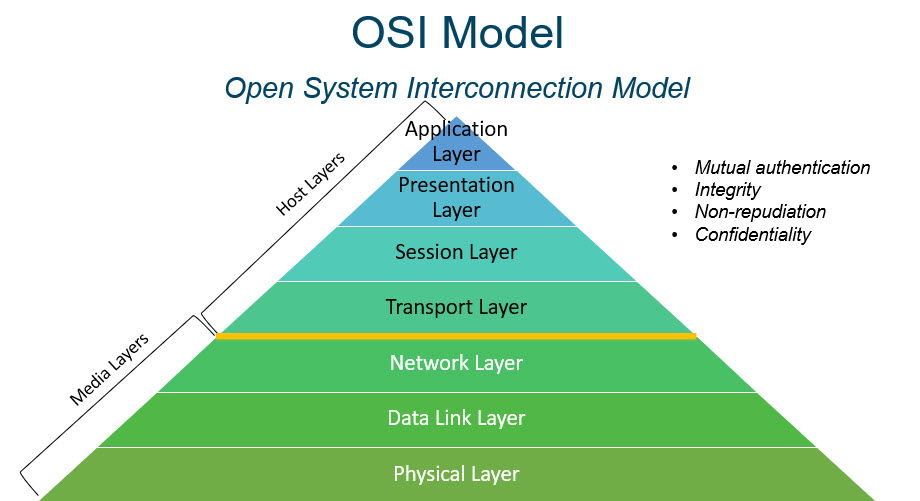 OSI Model
Open System Interconnection Model
Application
Layer
Presentation
Layer
Session Layer
Transport Layer
Network Layer
Data Link Layer
Physical Layer
Host Layers
Media Layers
• Mutual authentication
• Integrity
• Non-repudiation
• Confidentiality